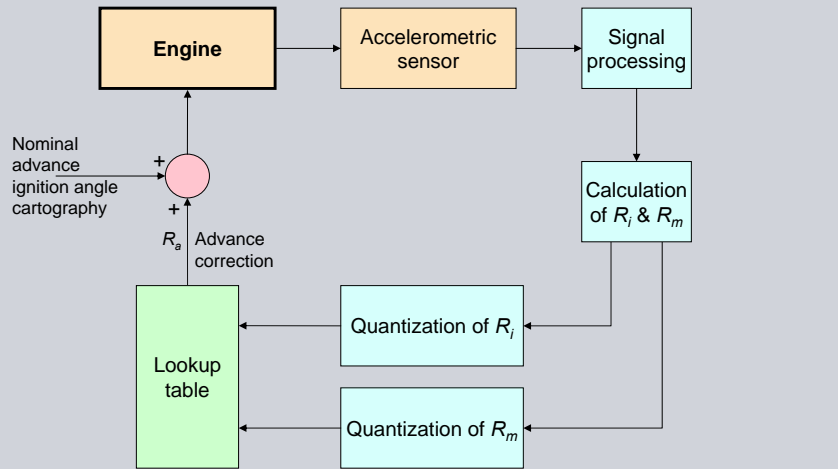 Engine
Accelerometric
sensor
Signal
processing
Nominal
advance
ignition angle
cartography
+
+
Calculation
of Ri & Rm
Ra
Advance
correction
Quantization of Ri
Lookup
table
Quantization of Rm